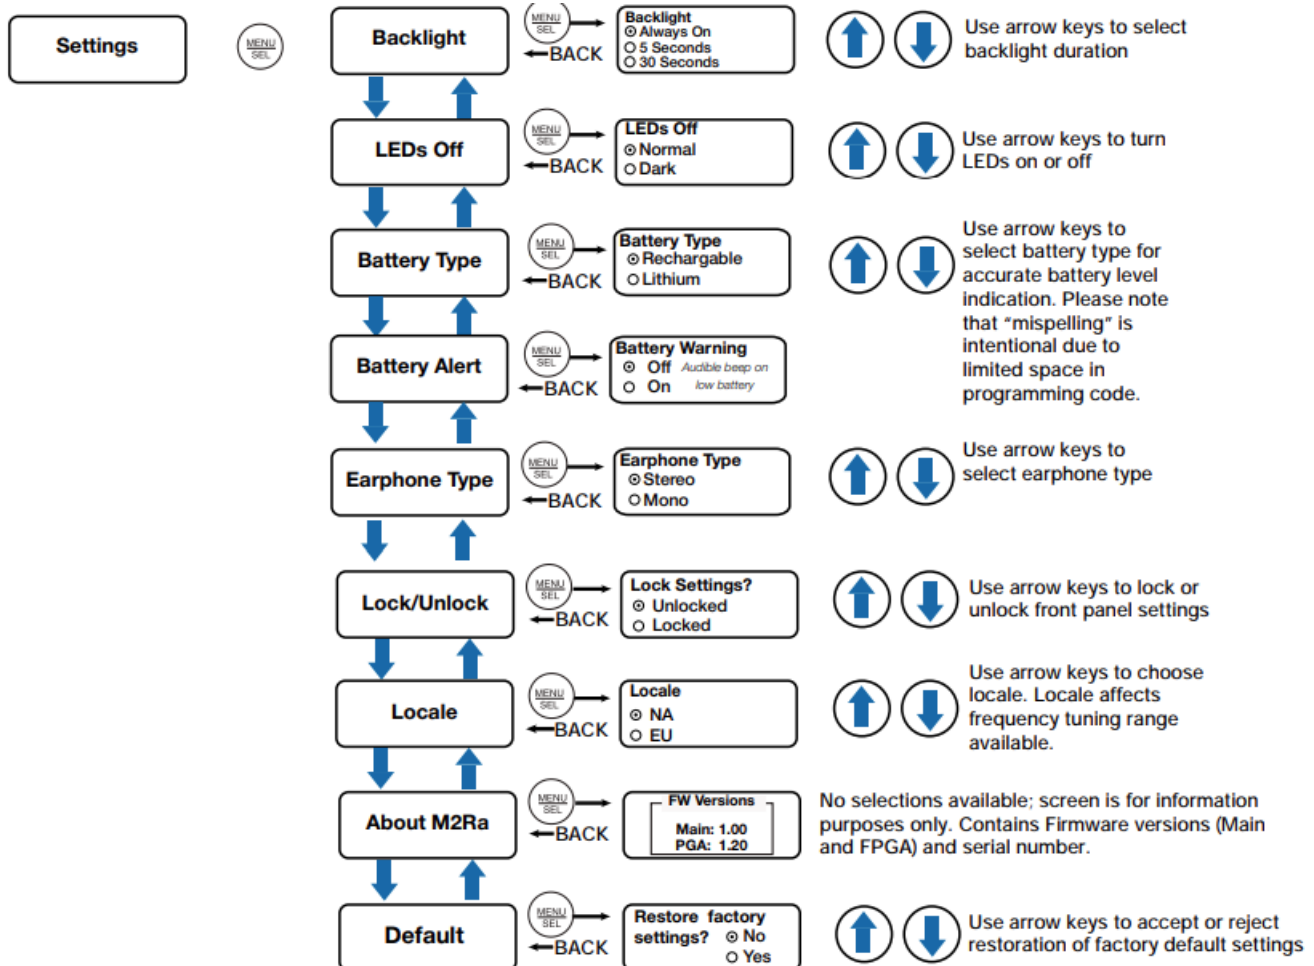 Settings
MENU
SEL
Backlight
MENU
SEL
BACK
Backlight
Always On
5 Seconds
30 Seconds
Use arrow keys to select
backlight duration
LEDs Off
MENU
SEL
BACK
LEDs Off
Normal
Dark
Use arrow keys to turn
LEDs on or off
Battery Type
MENU
SEL
BACK
Battery Type
Rechargable
Lithium
Use arrow keys to
select battery type for
accurate battery level
indication. Please note
that “mispelling” is
intentional due to
limited space in
programming code.
Battery Alert
MENU
SEL
BACK
Battery Warning
Off Audible beep on
On low battery
Earphone Type
MENU
SEL
BACK
Earphone Type
Stereo
Mono
Use arrow keys to
select earphone type
Lock/Unlock
MENU
SEL
BACK
Lock Settings?
Unlocked
Locked
Use arrow keys to lock or
unlock front panel settings
Locale
MENU
SEL
BACK
Locale
NA
EU
Use arrow keys to choose
locale. Locale affects
frequency tuning range
available.
About M2Ra
MENU
SEL
BACK
FW Versions
Main: 1.00
PGA: 1.20
No selections available; screen is for information
purposes only. Contains Firmware versions (Main
and FPGA) and serial number.
Default
MENU
SEL
BACK
Restore factory
settings? No
Yes
Use arrow keys to accept or reject
restoration of factory default settings